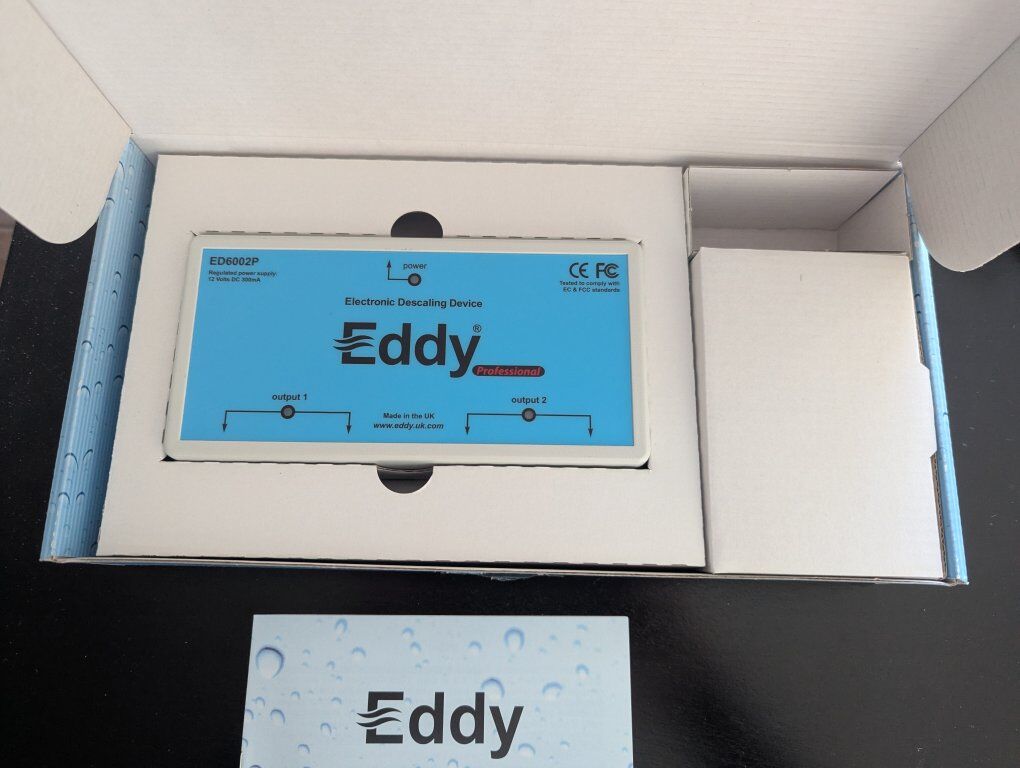 ED6002P
Regulated power supply:
12 Volts DC 300mA
power
CE FC
Tested to comply with
EC & FCC standards
Electronic Descaling Device
Eddy®
Professional
output 1
output 2
Made in the UK
www.eddy.uk.com
Eddy